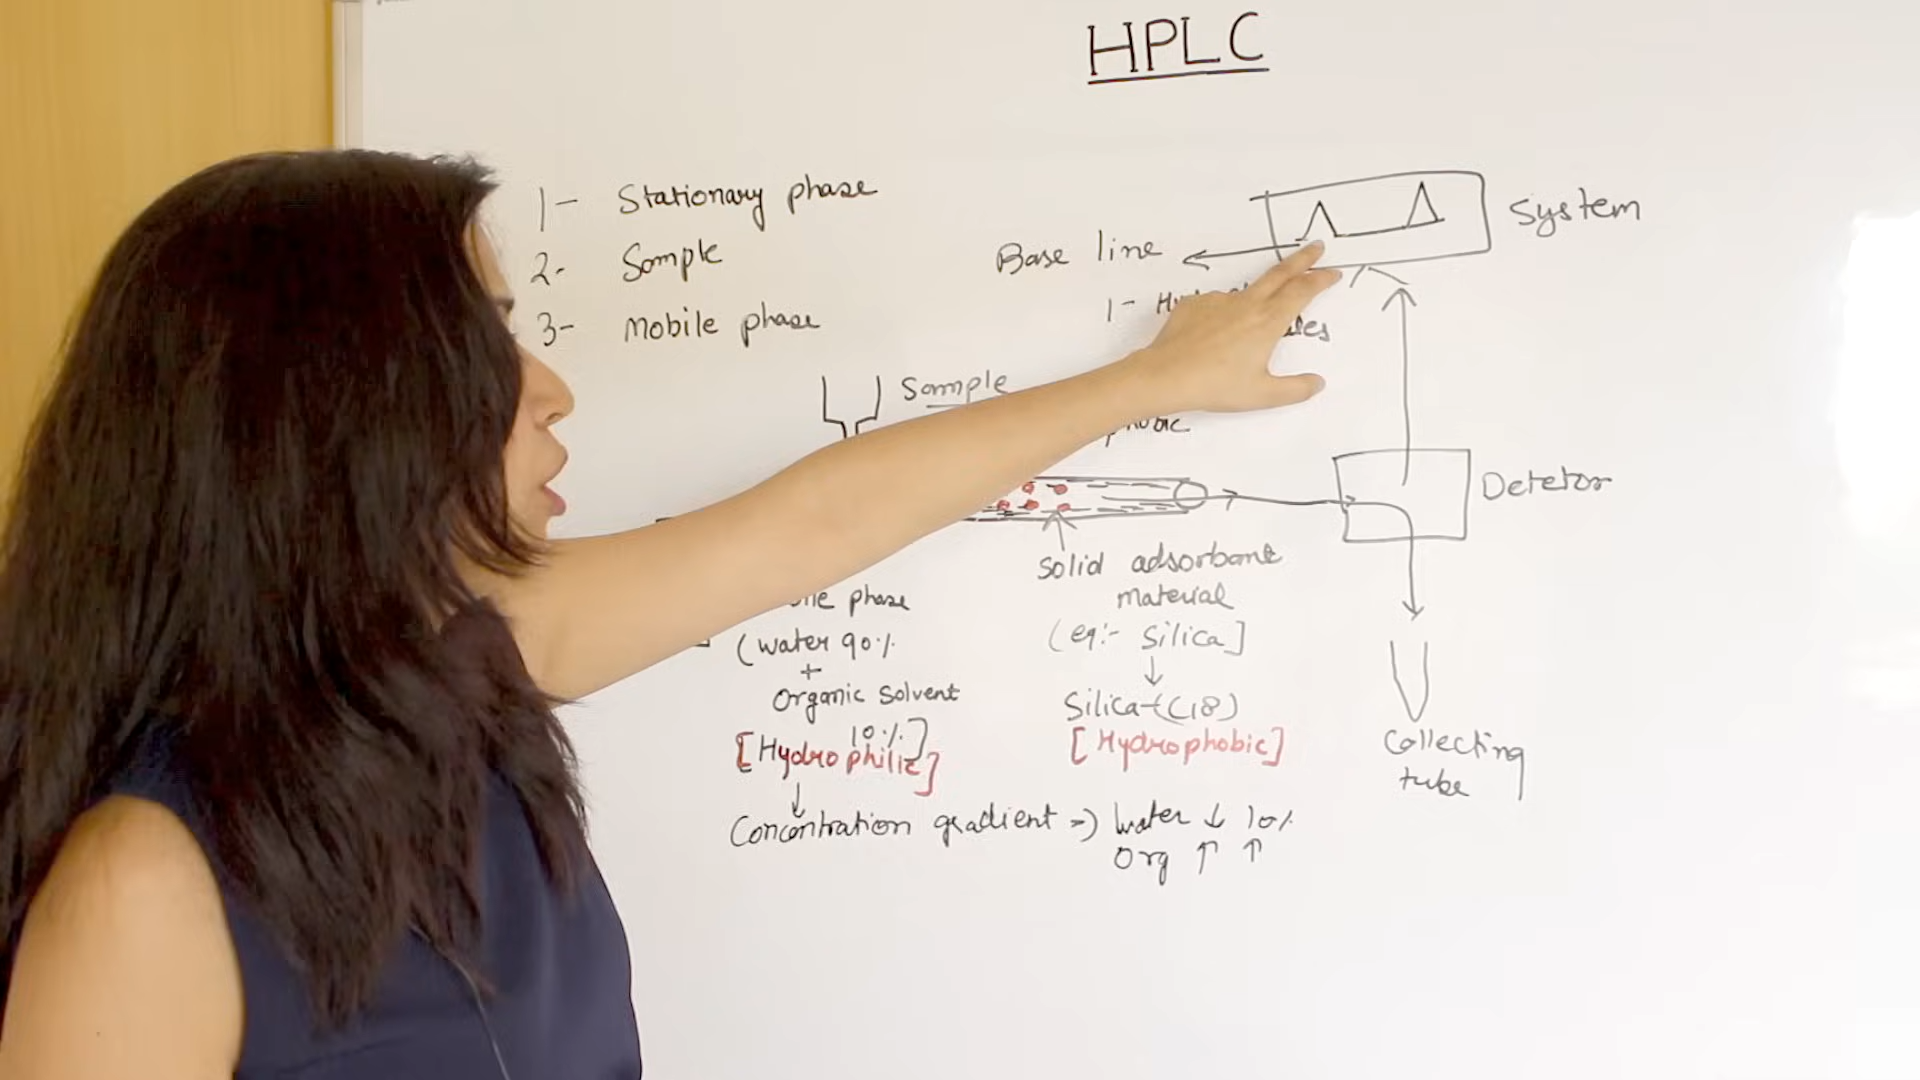 HPLC
1- Stationary phase
2- Sample
3- Mobile phase
System
Base line
1-
Sample
Detetor
Solid adsorbant
material
(eg:- Silica]
Silica-(C18)
[Hydrophobic]
phase
(water 90%
+
Organic Solvent
10%]
[Hydrophilic]
Concentration gradient => Water ↓ 10%
Org ↑ ↑
Collecting
tube